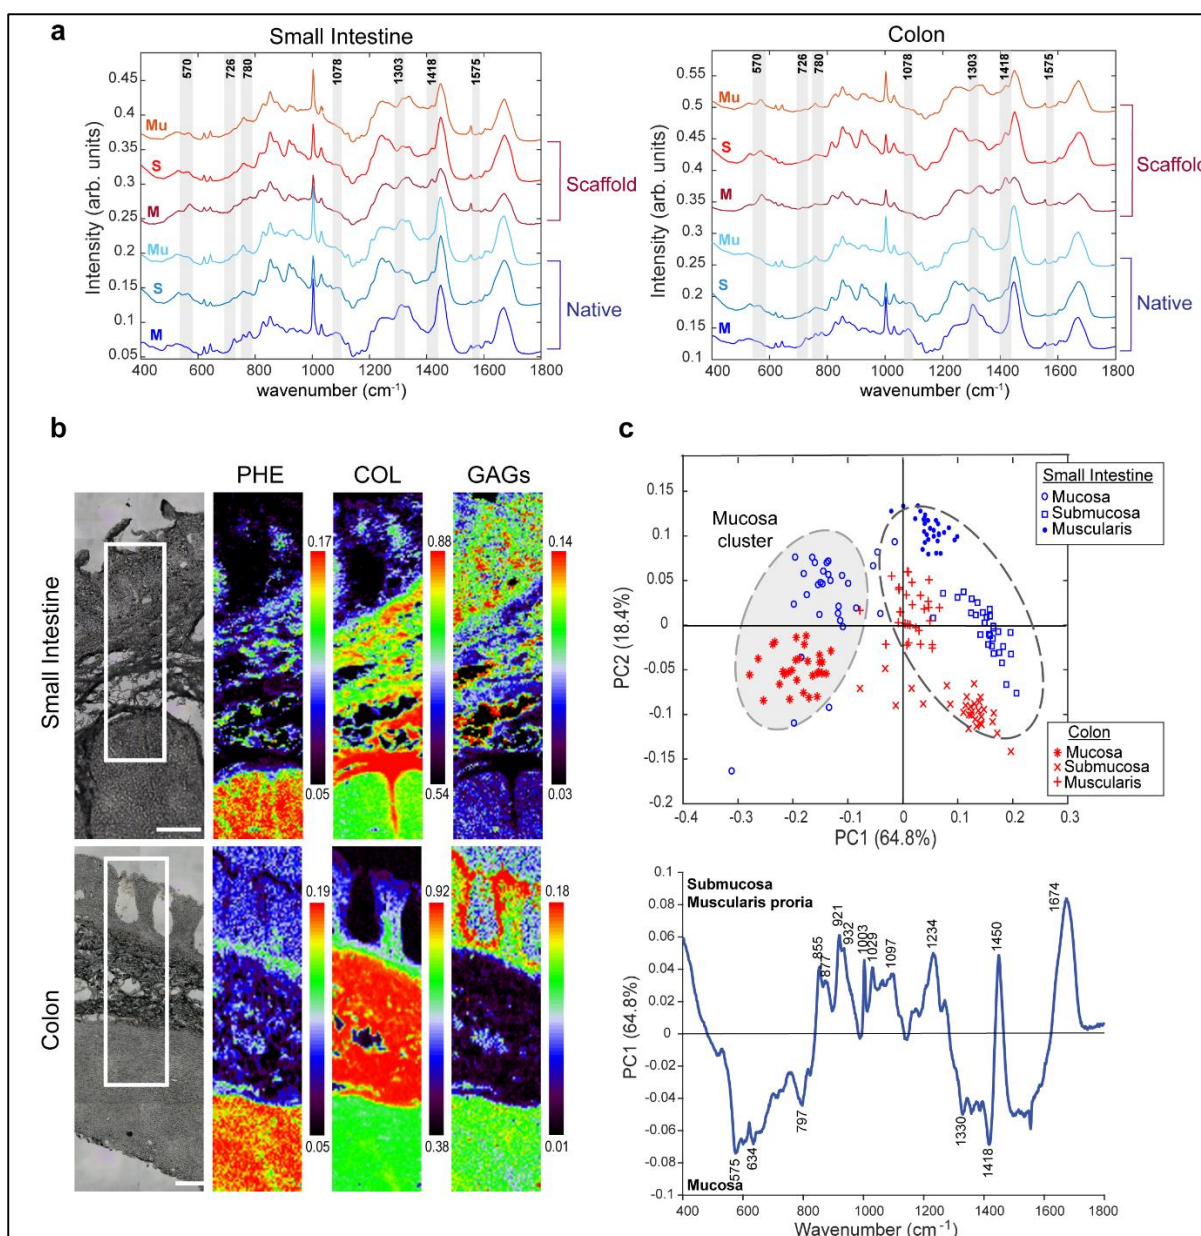 a
Small Intestine
570 726 780 1078 1303 1418 1575
0.45
0.4
0.35
0.3
0.25
0.2
0.15
0.1
0.05
Intensity (arb. units)
Mu
S
M
Mu
S
M
Scaffold
Native
400 600 800 1000 1200 1400 1600 1800
wavenumber (cm⁻¹)
Colon
570 726 780 1078 1303 1418 1575
0.55
0.5
0.45
0.4
0.35
0.3
0.25
0.2
0.15
0.1
Intensity (arb. units)
Mu
S
M
Mu
S
M
Scaffold
Native
400 600 800 1000 1200 1400 1600 1800
wavenumber (cm⁻¹)
b
PHE COL GAGs
Small Intestine
0.17 0.88 0.14
0.05 0.54 0.03
Colon
0.19 0.92 0.18
0.05 0.38 0.01
c
0.15
0.1
0.05
0
-0.05
-0.1
-0.15
-0.2
PC2 (18.4%)
Mucosa
cluster
Small Intestine
Mucosa
Submucosa
Muscularis
Colon
Mucosa
Submucosa
Muscularis
-0.4 -0.3 -0.2 -0.1 0 0.1 0.2 0.3
PC1 (64.8%)
0.1
0.08
0.06
0.04
0.02
0
-0.02
-0.04
-0.06
-0.08
-0.1
PC1 (64.8%)
Submucosa
Muscularis proria
575 634 797 855 877 921 932 1003 1029 1097 1234 1330 1418 1450 1674
Mucosa
400 600 800 1000 1200 1400 1600 1800
Wavenumber (cm⁻¹)